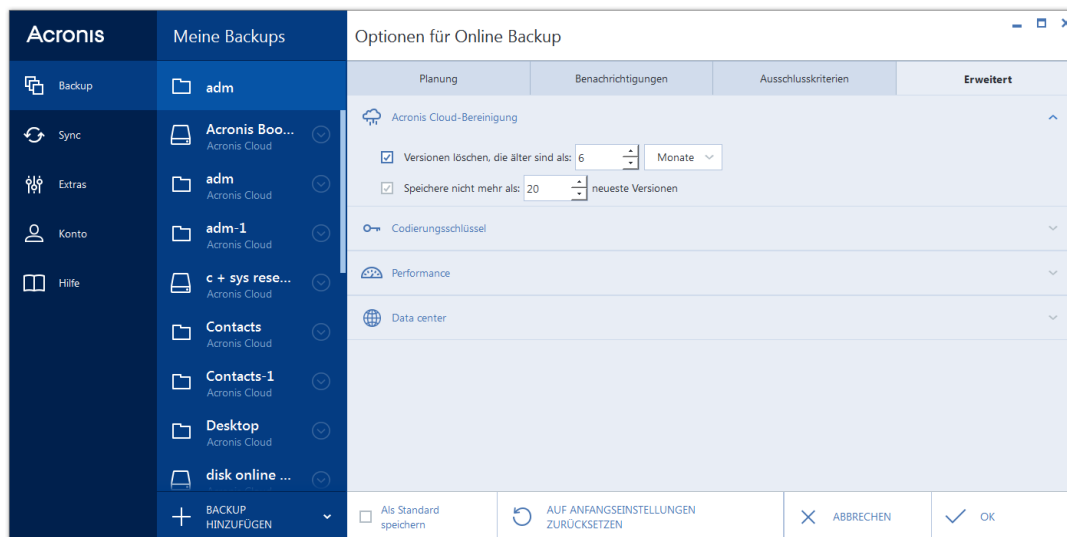 Acronis
Backup
Sync
Extras
Konto
Hilfe
Meine Backups
adm
Acronis Boo...
Acronis Cloud
adm
Acronis Cloud
adm-1
Acronis Cloud
c + sys rese...
Acronis Cloud
Contacts
Acronis Cloud
Contacts-1
Acronis Cloud
Desktop
Acronis Cloud
disk online ...
BACKUP
HINZUFÜGEN
Optionen für Online Backup
Planung
Benachrichtigungen
Ausschlusskriterien
Erweitert
Acronis Cloud-Bereinigung
Versionen löschen, die älter sind als: 6 Monate
Speichere nicht mehr als: 20 neueste Versionen
Codierungsschlüssel
Performance
Data center
Als Standard
speichern
AUF ANFANGSEINSTELLUNGEN
ZURÜCKSETZEN
ABBRECHEN
OK